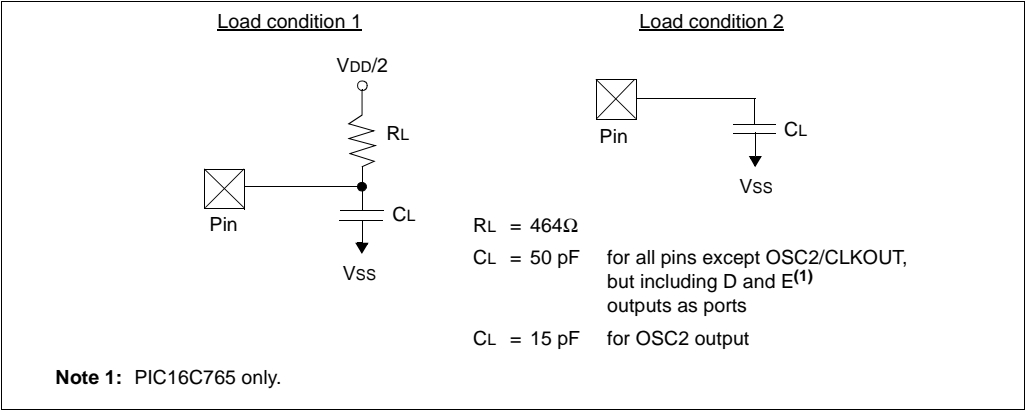 Load condition 1
VDD/2
RL
Pin
CL
VSS
Load condition 2
Pin
CL
VSS
RL = 464Ω
CL = 50 pF for all pins except OSC2/CLKOUT,
but including D and E(1)
outputs as ports
CL = 15 pF for OSC2 output
Note 1: PIC16C765 only.